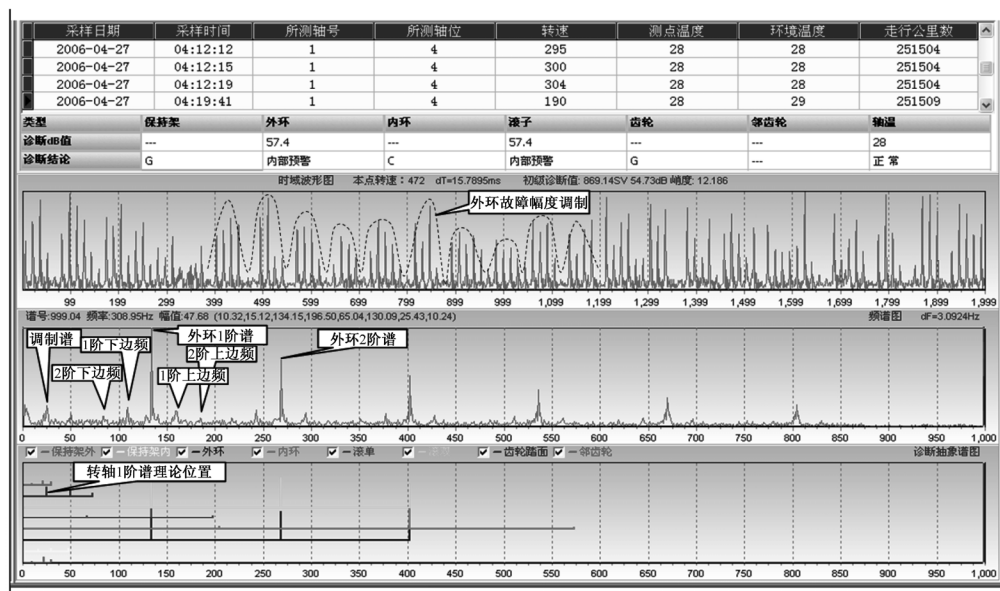 采样日期 采样时间 所测轴号 所测轴位 转速 测点温度 环境温度 走行公里数
2006-04-27 04:12:12 1 4 295 28 28 251504
2006-04-27 04:12:15 1 4 300 28 28 251504
2006-04-27 04:12:19 1 4 304 28 28 251504
2006-04-27 04:19:41 1 4 190 28 29 251509
类型 保持架 外环 内环 滚子 齿轮 邻齿轮 轴温
诊断dB值 --- 57.4 --- 57.4 --- --- 28
诊断结论 G 内部预警 C 内部预警 G --- 正常
时域波形图 本点转速：472 dT=15.7895ms 初级诊断值: 869.14SV 54.73dB 峭度: 12.186
外环故障幅度调制
99 199 299 399 499 599 699 799 899 999 1,099 1,199 1,299 1,399 1,499 1,599 1,699 1,799 1,899 1,999
谱号:999.04 频率:308.95Hz 幅值:47.68 (10.32,15.12,134.15,196.50,65.04,130.09,25.43,10.24) 频谱图 dF=3.0924Hz
调制谱 1阶下边频 外环1阶谱 外环2阶谱
2阶上边频
2阶下边频 1阶上边频
0 50 100 150 200 250 300 350 400 450 500 550 600 650 700 750 800 850 900 950 1,000
保持架外 保持架内 外环 内环 滚单 齿轮踏面 邻齿轮 诊断抽象谱图
转轴1阶谱理论位置
0 50 100 150 200 250 300 350 400 450 500 550 600 650 700 750 800 850 900 950 1,000